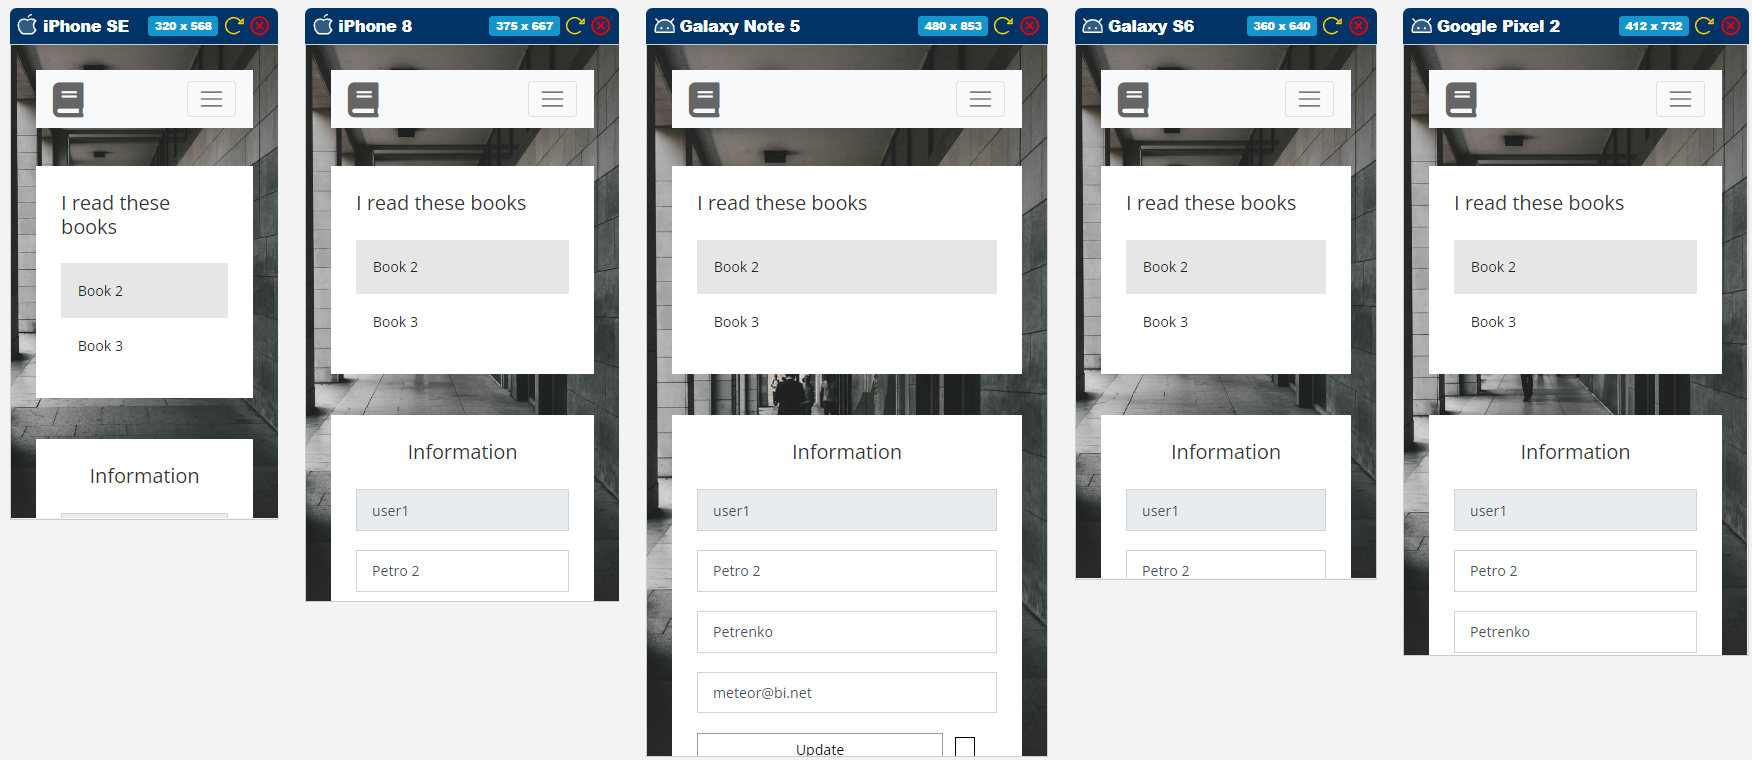 iPhone SE
320 x 568
I read these
books
Book 2
Book 3
Information
iPhone 8
375 x 667
I read these books
Book 2
Book 3
Information
user1
Petro 2
Galaxy Note 5
480 x 853
I read these books
Book 2
Book 3
Information
user1
Petro 2
Petrenko
meteor@bi.net
Update
Galaxy S6
360 x 640
I read these books
Book 2
Book 3
Information
user1
Petro 2
Google Pixel 2
412 x 732
I read these books
Book 2
Book 3
Information
user1
Petro 2
Petrenko